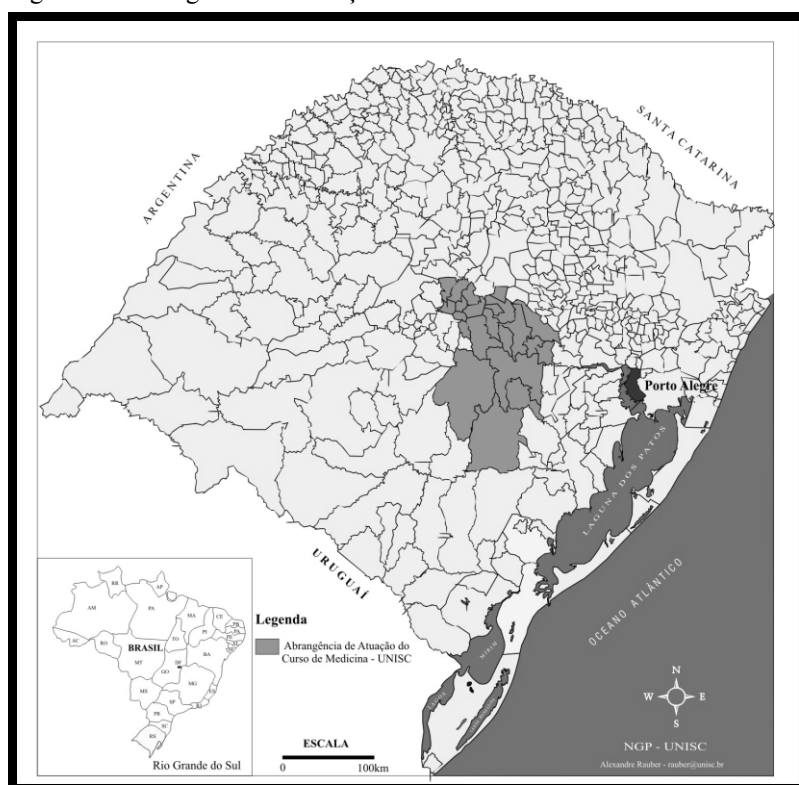 ARGENTINA
SANTA CATARINA
Porto Alegre
LAGUNA DOS PATOS
URUGUAÍ
OCEANO ATLÂNTICO
MIRIM
LAGOA
RR
AP
AM
PA
MA
CE
PI
AC
RO
TO
BRASIL
MT
BA
DF
GO
MG
MS
ES
SP
PR
SC
RS
Rio Grande do Sul
Legenda
Abrangência de Atuação do
Curso de Medicina - UNISC
ESCALA
0 100km
N
W E
S
NGP - UNISC
Alexandre Rauber - rauber@unisc.br